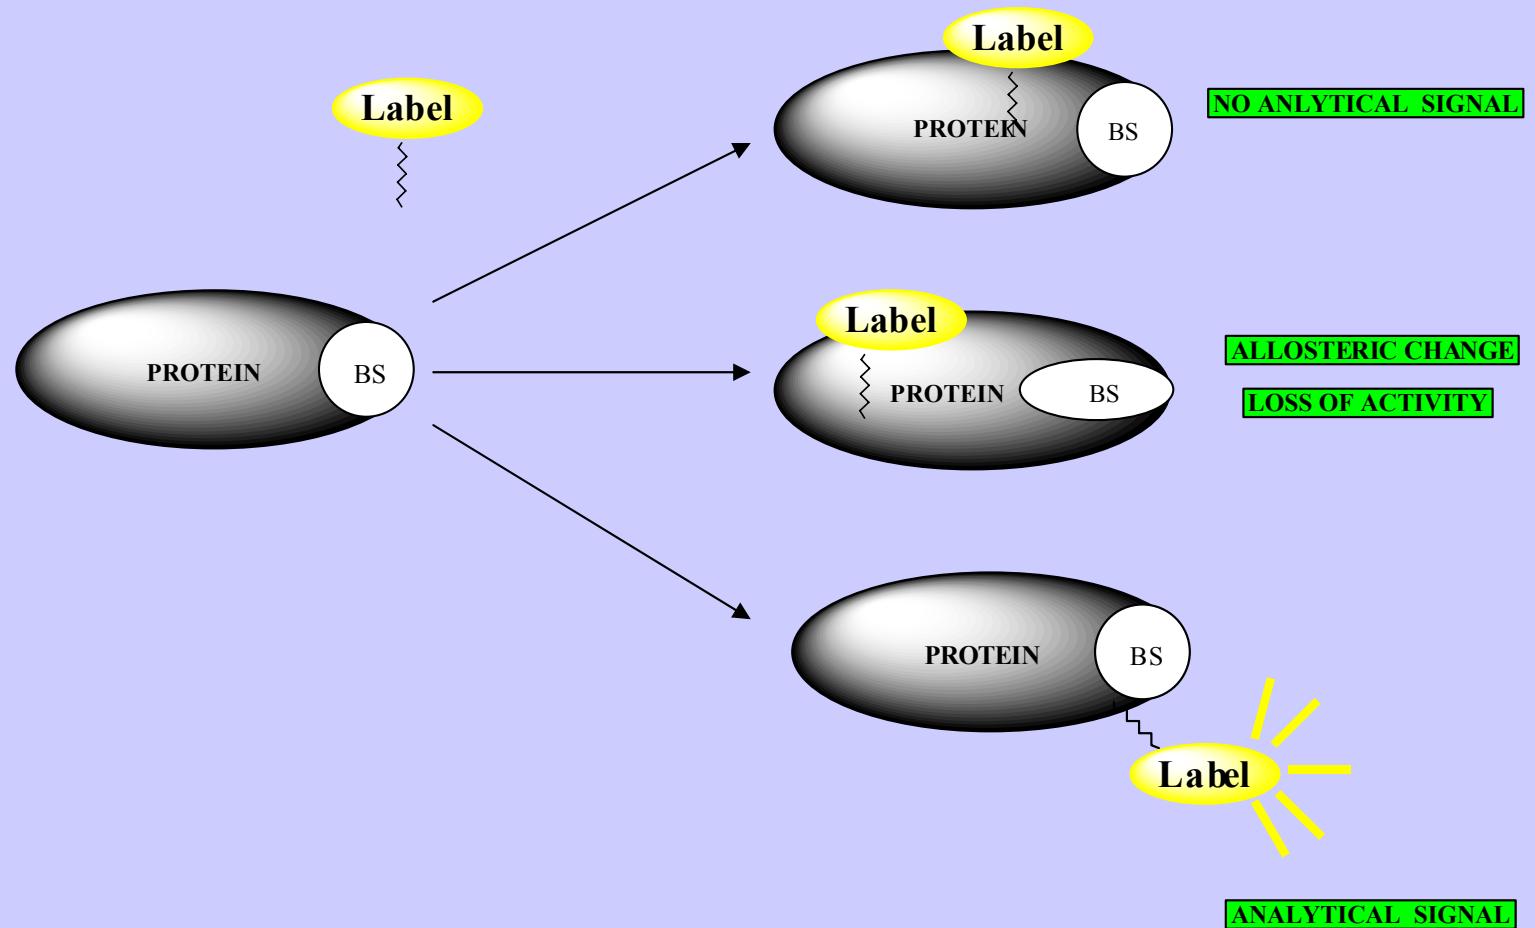 Label
Label
NO ANLYTICAL SIGNAL
PROTEIN
BS
PROTEIN
BS
Label
PROTEIN
BS
ALLOSTERIC CHANGE
LOSS OF ACTIVITY
PROTEIN
BS
Label
ANALYTICAL SIGNAL